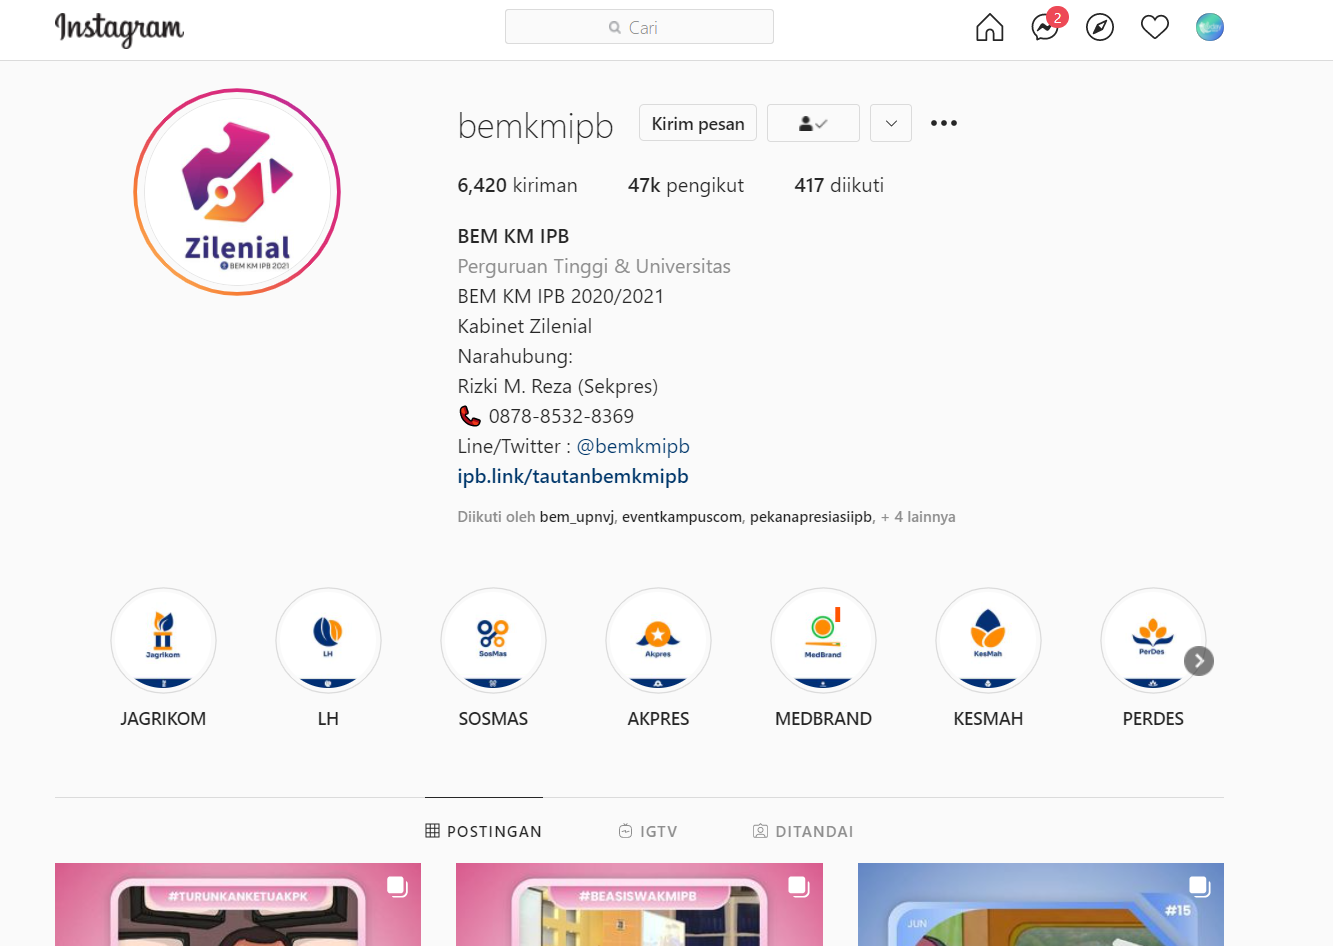 Instagram
Cari
2
bemkmipb
Kirim pesan
6,420 kiriman
47k pengikut
417 diikuti
BEM KM IPB
Perguruan Tinggi & Universitas
BEM KM IPB 2020/2021
Kabinet Zilenial
Narahubung:
Rizki M. Reza (Sekpres)
0878-8532-8369
Line/Twitter : @bemkmipb
ipb.link/tautanbemkmipb
Diikuti oleh bem_upnvj, eventkampuscom, pekanapresiasiipb, + 4 lainnya
Zilenial
BEM KM IPB 2021
Jagrikom
LH
SosMas
Akpres
MedBrand
KesMah
PerDes
JAGRIKOM
LH
SOSMAS
AKPRES
MEDBRAND
KESMAH
PERDES
POSTINGAN
IGTV
DITANDAI
#TURUNKANKETUAKPK
#BEASISWAKMIPB
#15
JUN